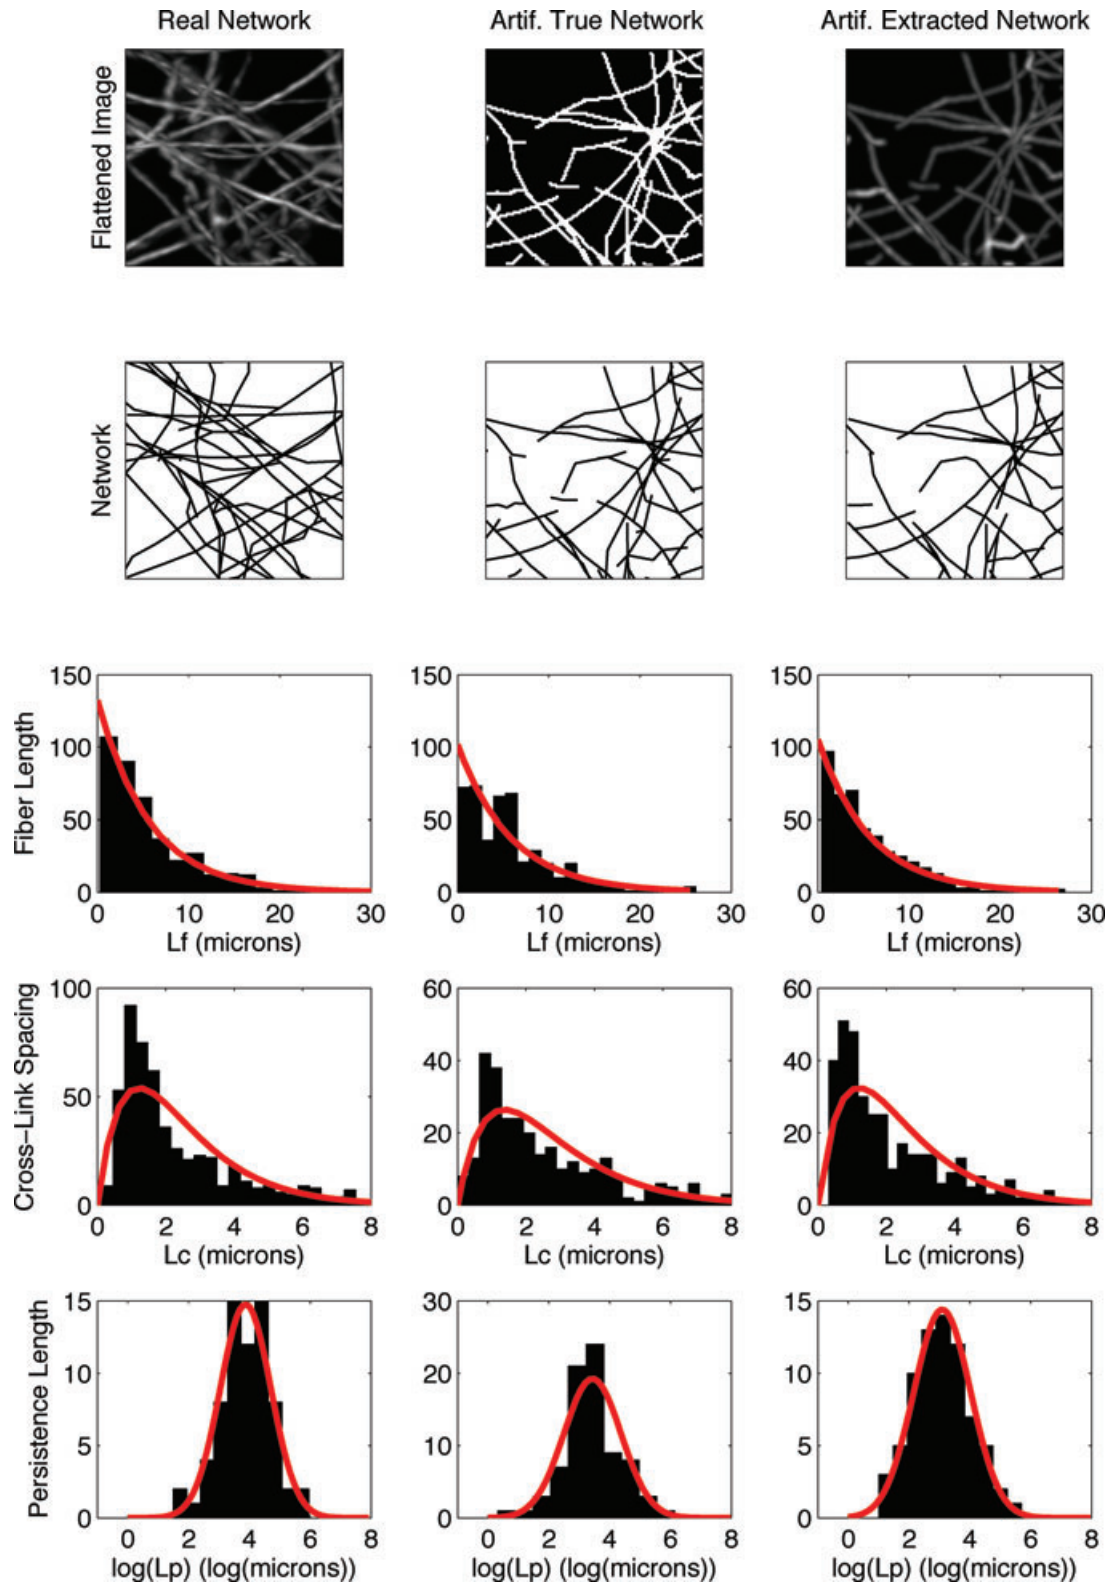 Real Network Artif. True Network Artif. Extracted Network
Flattened Image
Network
Fiber Length
150 150 150
100 100 100
50 50 50
0 0 0
0 10 20 30 0 10 20 30 0 10 20 30
Lf (microns) Lf (microns) Lf (microns)
Cross-Link Spacing
100 60 60
40 40
50
20 20
0 0 0
0 2 4 6 8 0 2 4 6 8 0 2 4 6 8
Lc (microns) Lc (microns) Lc (microns)
Persistence Length
15 30 15
10 20 10
5 10 5
0 0 0
0 2 4 6 8 0 2 4 6 8 0 2 4 6 8
log(Lp) (log(microns)) log(Lp) (log(microns)) log(Lp) (log(microns))